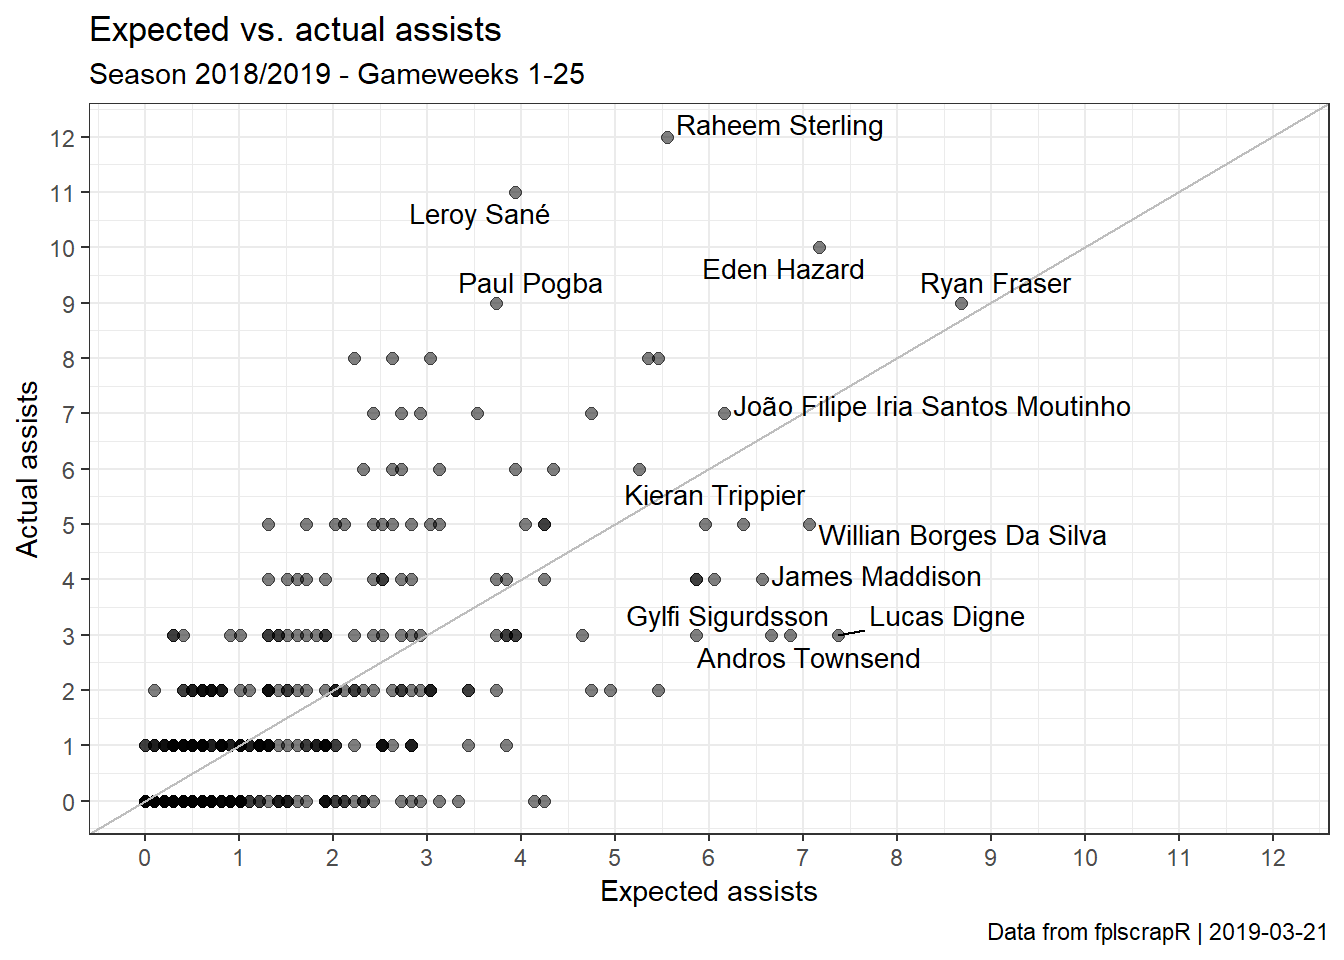 Expected vs. actual assists
Season 2018/2019 - Gameweeks 1-25
Actual assists
12
11
10
9
8
7
6
5
4
3
2
1
0
Raheem Sterling
Leroy Sané
Eden Hazard
Paul Pogba
Ryan Fraser
João Filipe Iria Santos Moutinho
Kieran Trippier
Willian Borges Da Silva
James Maddison
Gylfi Sigurdsson
Lucas Digne
Andros Townsend
0 1 2 3 4 5 6 7 8 9 10 11 12
Expected assists
Data from fplscrapR | 2019-03-21